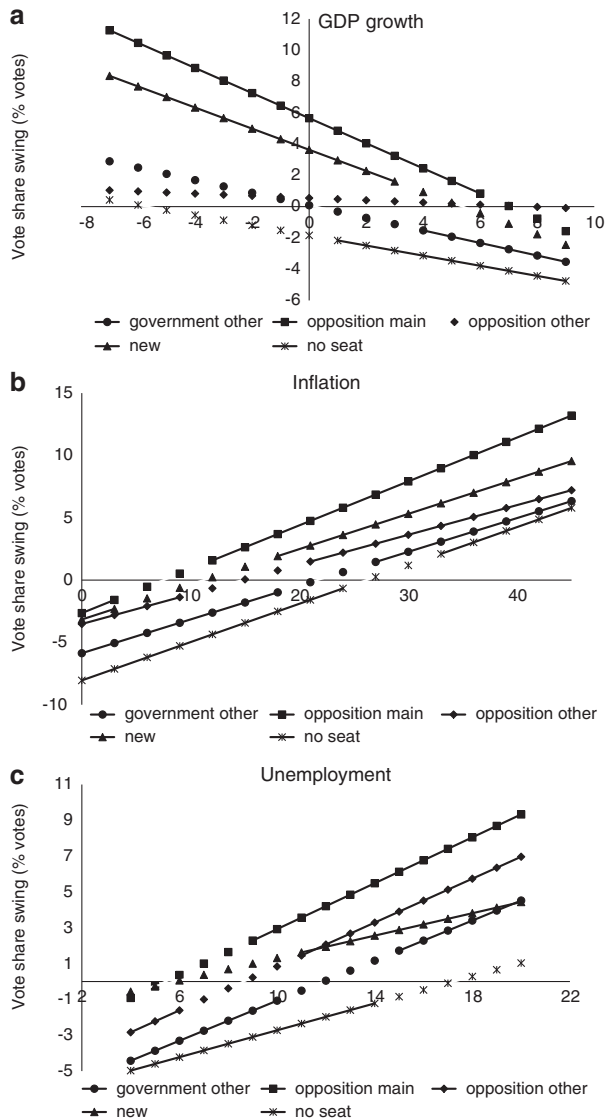 a
GDP growth
Vote share swing (% votes)
12
10
8
6
4
2
0
-2
-4
-6
-8 -6 -4 -2 0 2 4 6 8 10
government other opposition main opposition other
new no seat
b
Inflation
Vote share swing (% votes)
15
10
5
0
-5
-10
0 10 20 30 40
government other opposition main opposition other
new no seat
c
Unemployment
Vote share swing (% votes)
11
9
7
5
3
1
-1
-3
-5
2 6 10 14 18 22
government other opposition main opposition other
new no seat